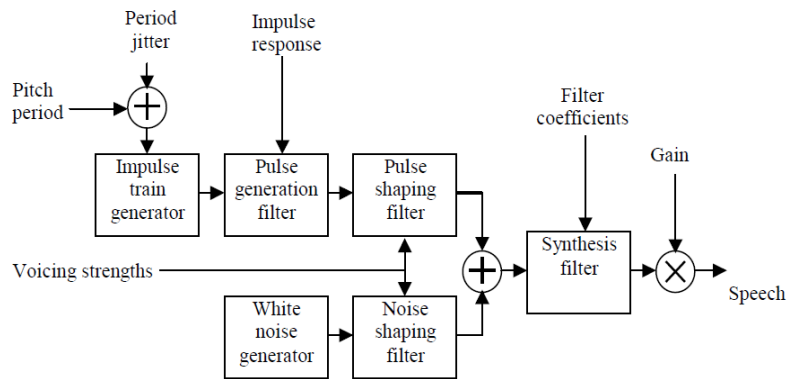 Period
jitter
Impulse
response
Pitch
period
Filter
coefficients
Gain
Impulse
train
generator
Pulse
generation
filter
Pulse
shaping
filter
Synthesis
filter
Voicing strengths
Speech
White
noise
generator
Noise
shaping
filter